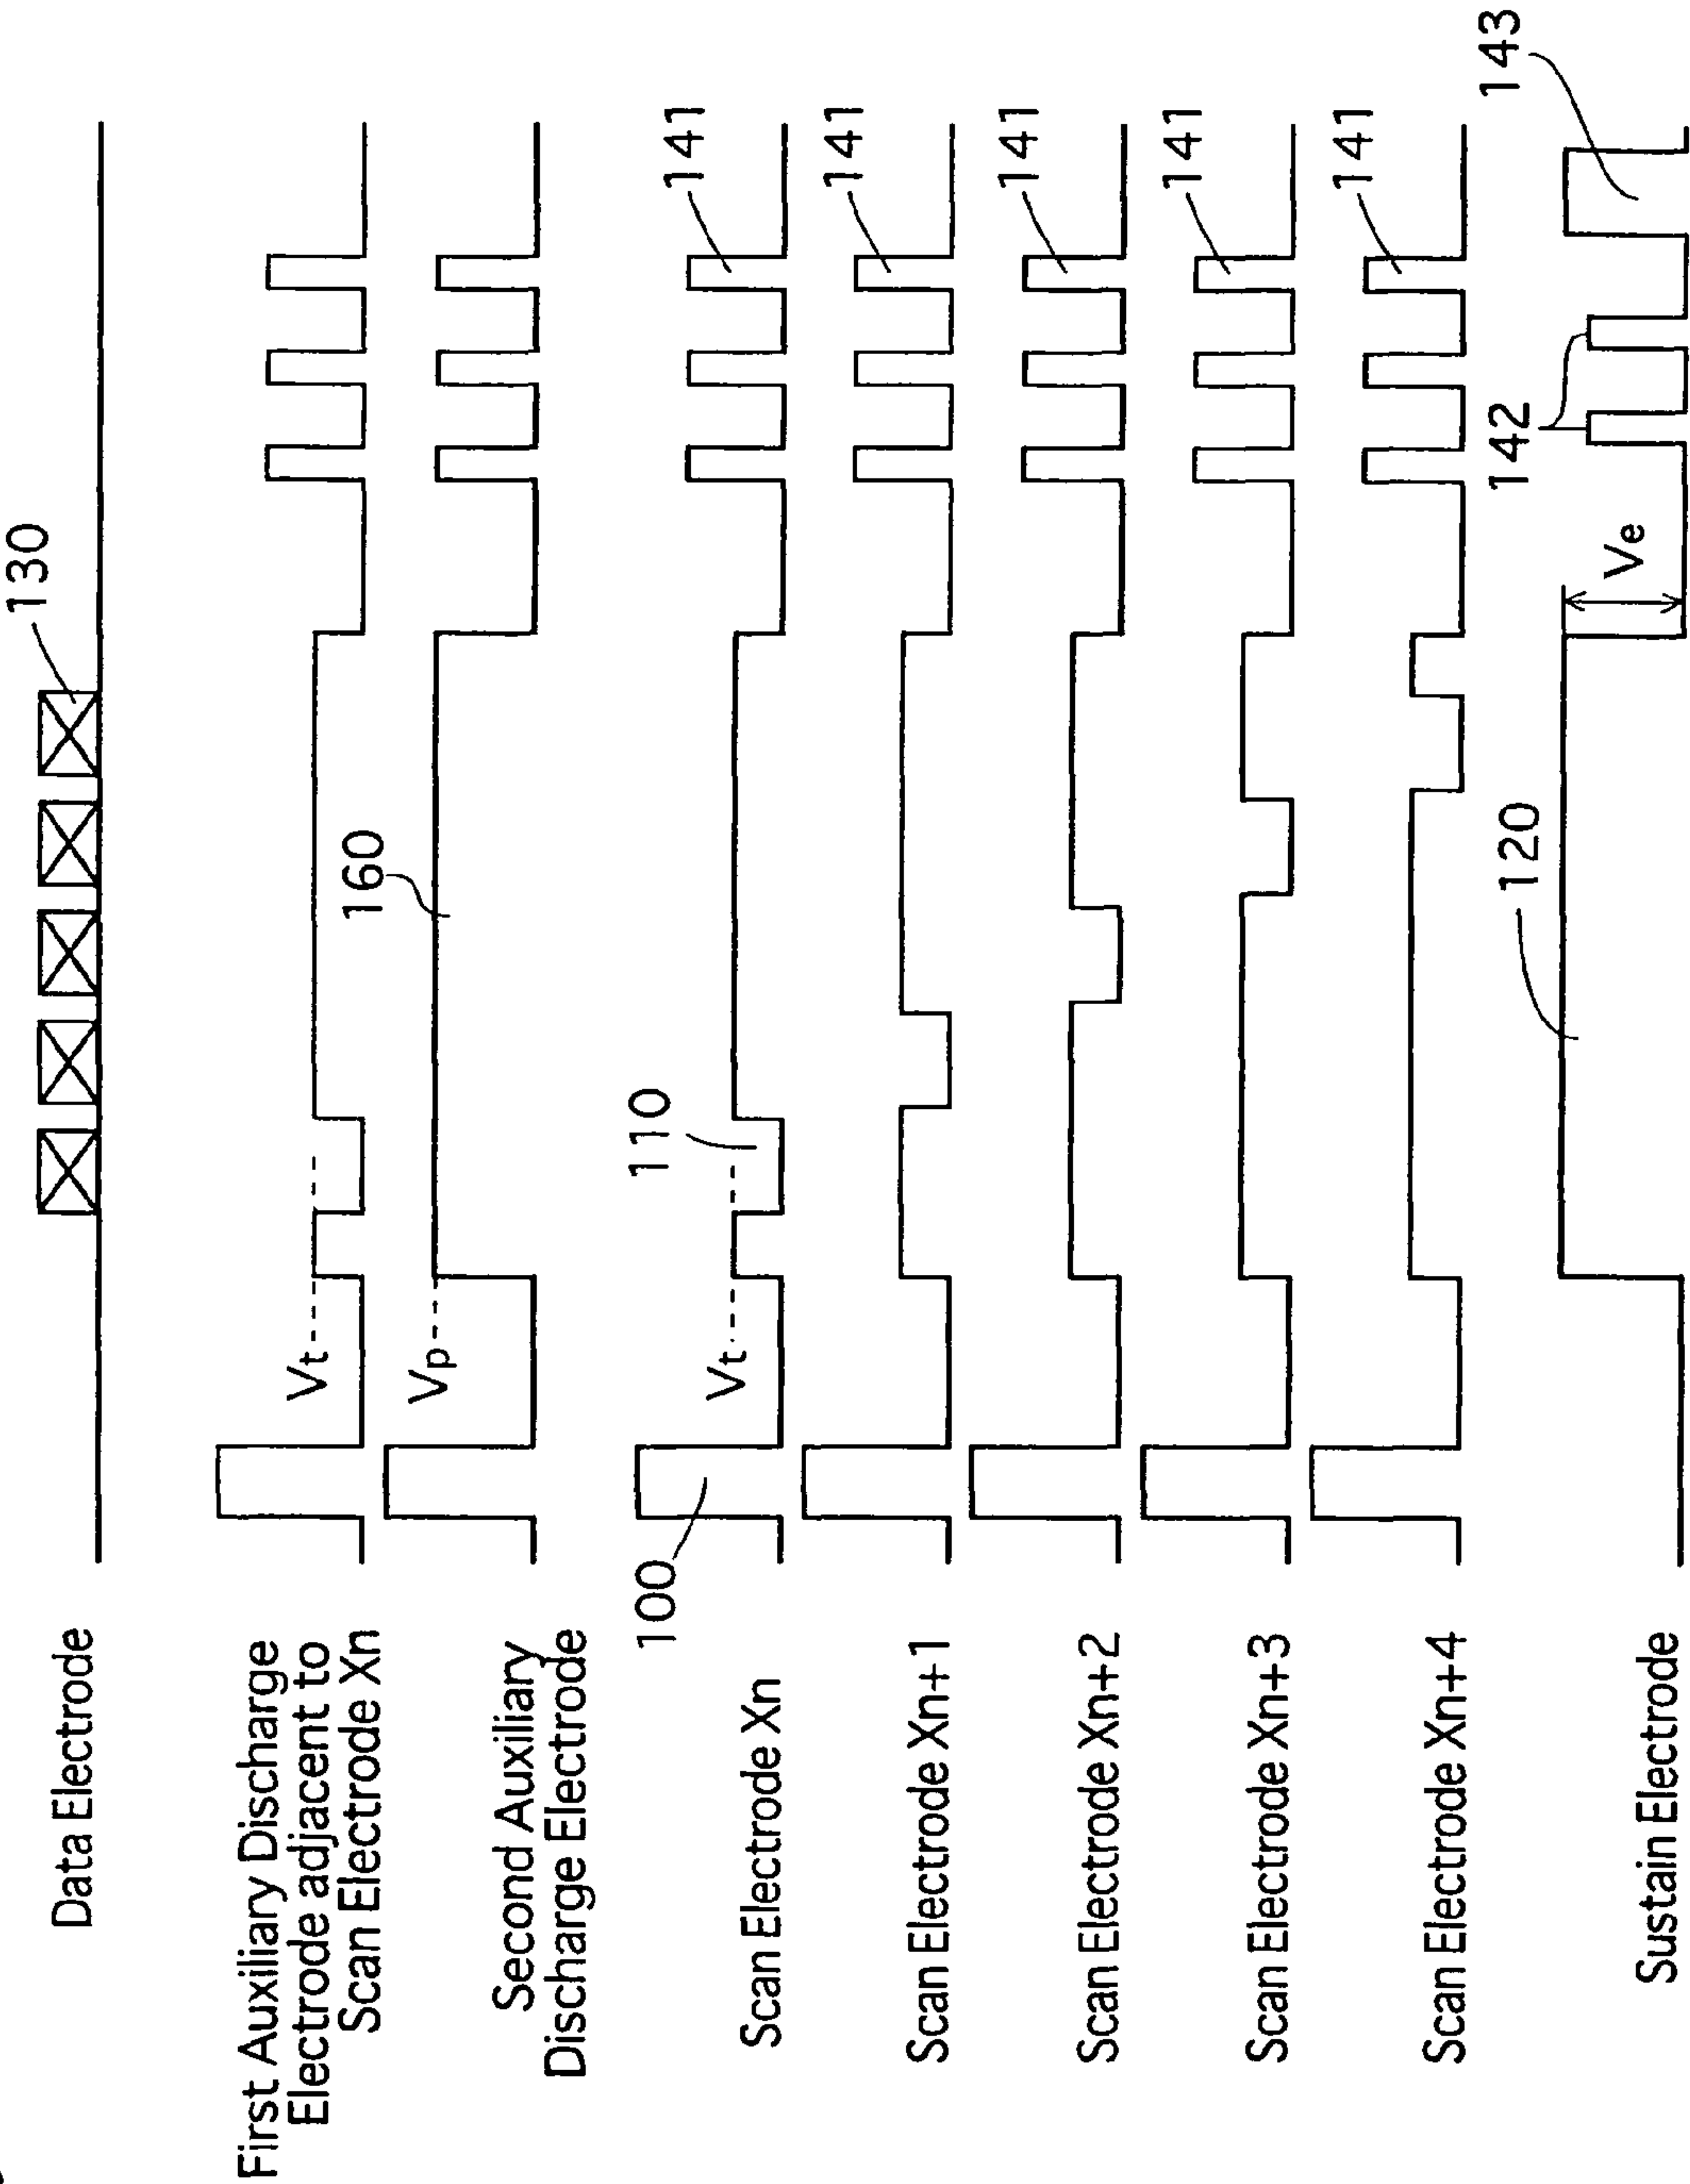 Data Electrode
130
First Auxiliary Discharge
Electrode adjacent to
Scan Electrode Xn
Vt
Second Auxiliary
Discharge Electrode
Vp
160
Scan Electrode Xn
100
Vt
110
141
Scan Electrode Xn+1
141
Scan Electrode Xn+2
141
Scan Electrode Xn+3
141
Scan Electrode Xn+4
141
Sustain Electrode
120
Ve
142
143